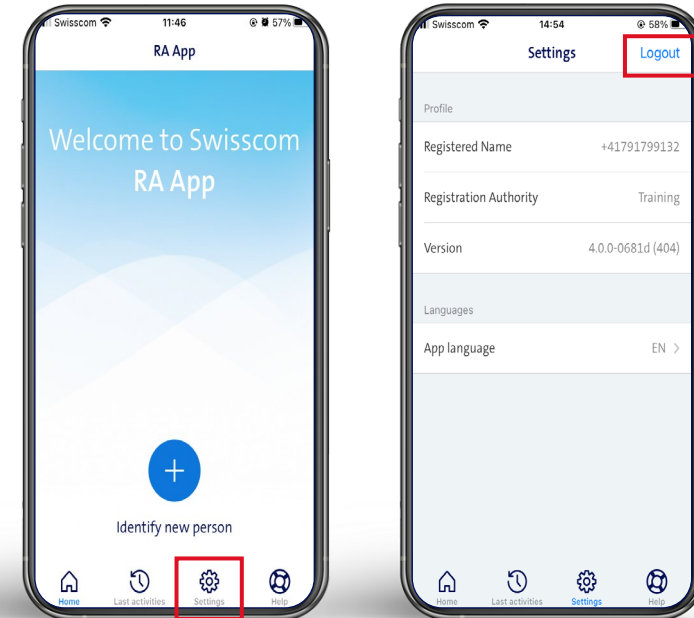 Swisscom
11:46
57%
RA App
Welcome to Swisscom
RA App
Identify new person
Home
Last activities
Settings
Help
Swisscom
14:54
58%
Settings
Logout
Profile
Registered Name
+41791799132
Registration Authority
Training
Version
4.0.0-0681d (404)
Languages
App language
EN >
Home
Last activities
Settings
Help